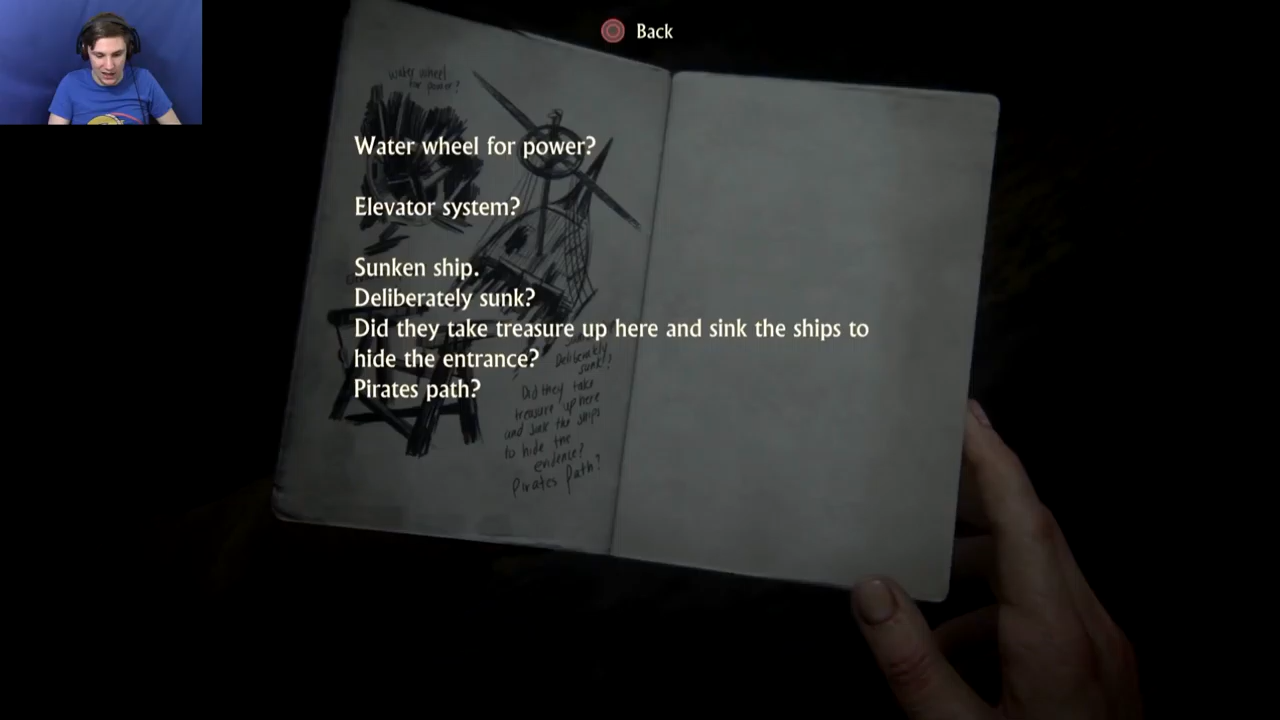 Back
water wheel
for power?
Water wheel for power?
Elevator system?
Sunken ship.
Deliberately sunk?
Did they take treasure up here and sink the ships to
hide the entrance?
Pirates path?
Deliberately
sunk?
Did they take
treasure up here
and sink the ships
to hide the
evidence?
Pirates Path?